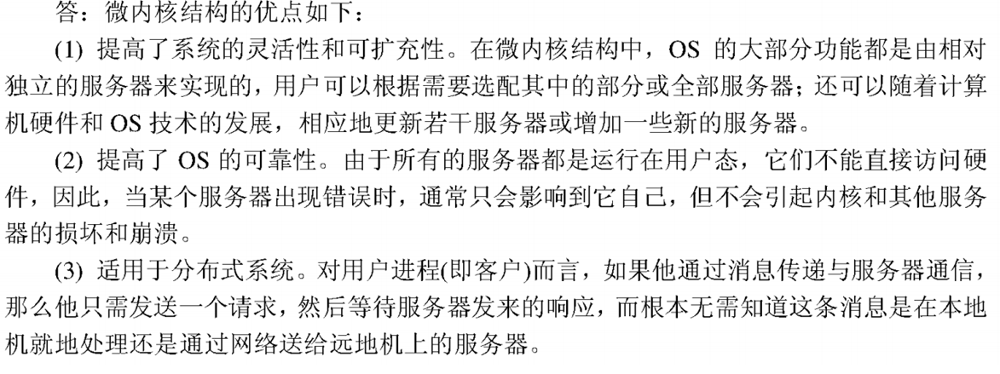 答：微内核结构的优点如下：
(1) 提高了系统的灵活性和可扩充性。在微内核结构中，OS 的大部分功能都是由相对
独立的服务器来实现的，用户可以根据需要选配其中的部分或全部服务器；还可以随着计算
机硬件和 OS 技术的发展，相应地更新若干服务器或增加一些新的服务器。
(2) 提高了 OS 的可靠性。由于所有的服务器都是运行在用户态，它们不能直接访问硬
件，因此，当某个服务器出现错误时，通常只会影响到它自己，但不会引起内核和其他服务
器的损坏和崩溃。
(3) 适用于分布式系统。对用户进程(即客户)而言，如果他通过消息传递与服务器通信，
那么他只需发送一个请求，然后等待服务器发来的响应，而根本无需知道这条消息是在本地
机就地处理还是通过网络送给远地机上的服务器。